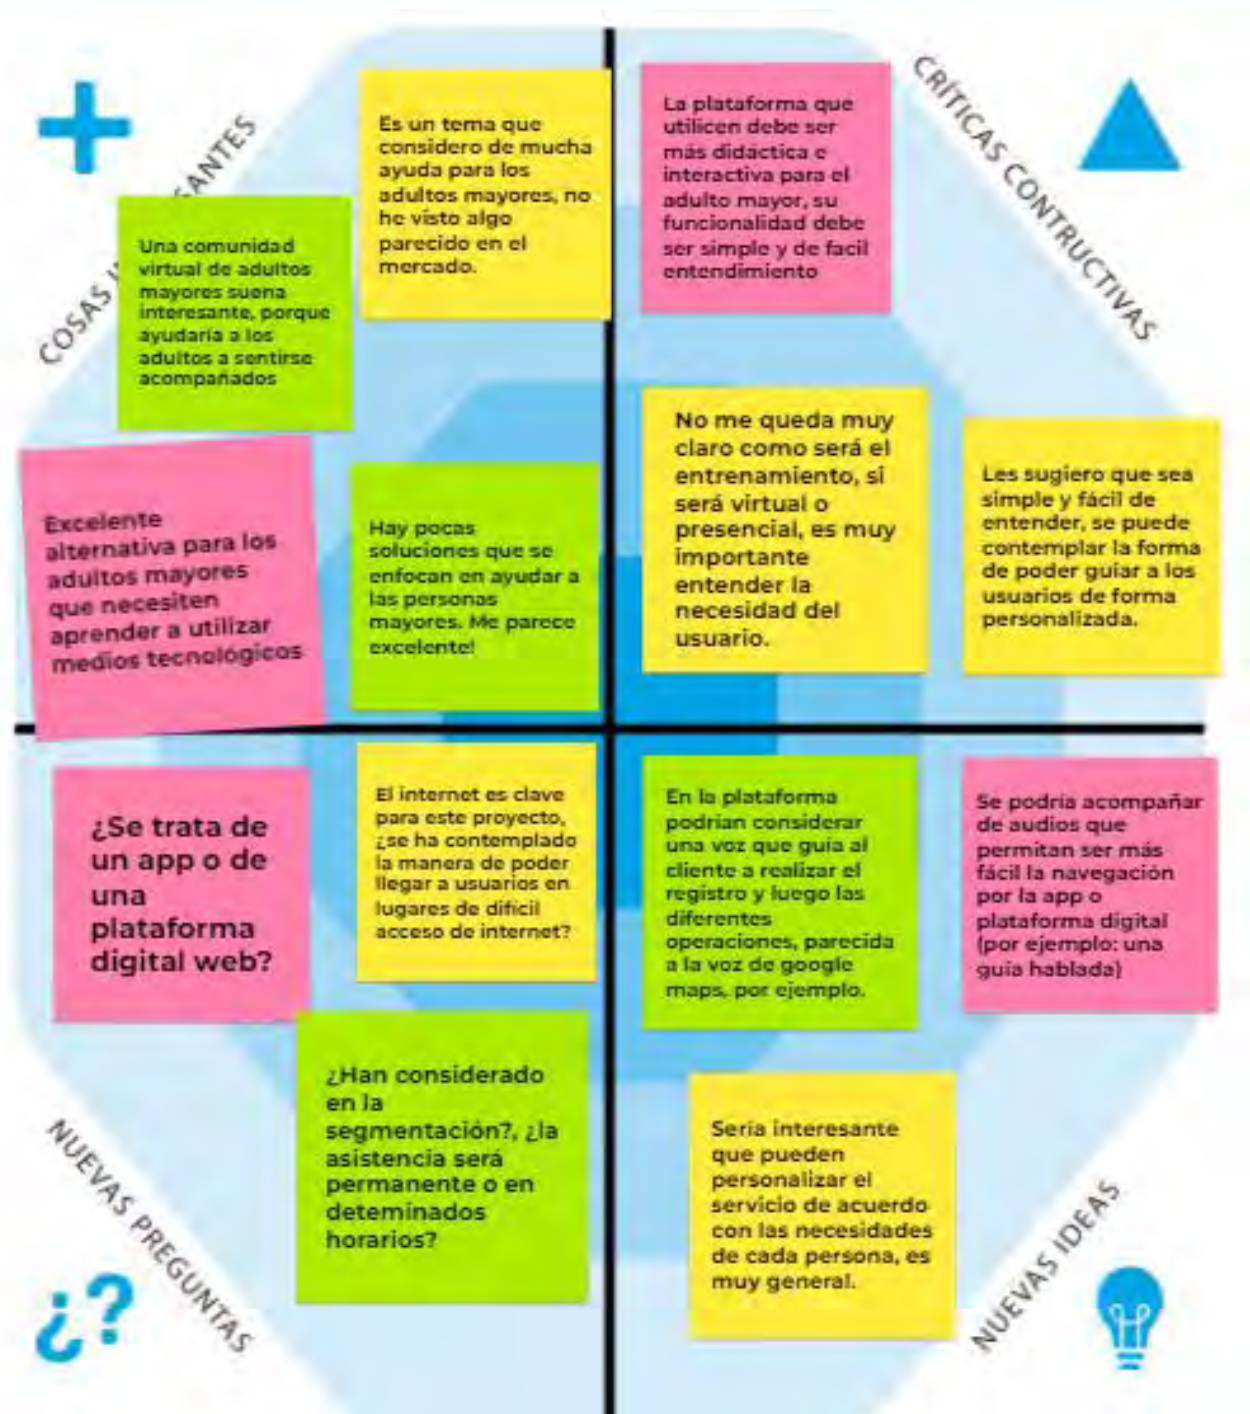 COSAS
SANTES
Es un tema que
considero de mucha
ayuda para los
adultos mayores, no
he visto algo
parecido en el
mercado.
Una comunidad
virtual de adultos
mayores suena
interesante, porque
ayudaría a los
adultos a sentirse
acompañados
Excelente
alternativa para los
adultos mayores
que necesiten
aprender a utilizar
medios tecnológicos
Hay pocas
soluciones que se
enfocan en ayudar a
las personas
mayores. Me parece
excelente!
CRÍTICAS CONTRUCTIVAS
La plataforma que
utilicen debe ser
más didáctica e
interactiva para el
adulto mayor, su
funcionalidad debe
ser simple y de facil
entendimiento
No me queda muy
claro como será el
entrenamiento, si
será virtual o
presencial, es muy
importante
entender la
necesidad del
usuario.
Les sugiero que sea
simple y fácil de
entender, se puede
contemplar la forma
de poder guiar a los
usuarios de forma
personalizada.
NUEVAS PREGUNTAS
¿?
¿Se trata de
un app o de
una
plataforma
digital web?
El internet es clave
para este proyecto,
¿se ha contemplado
la manera de poder
llegar a usuarios en
lugares de difícil
acceso de internet?
¿Han considerado
en la
segmentación?, ¿la
asistencia será
permanente o en
deteminados
horarios?
NUEVAS IDEAS
En la plataforma
podrían considerar
una voz que guía al
cliente a realizar el
registro y luego las
diferentes
operaciones, parecida
a la voz de google
maps, por ejemplo.
Se podría acompañar
de audios que
permitan ser más
fácil la navegación
por la app o
plataforma digital
(por ejemplo: una
guía hablada)
Sería interesante
que pueden
personalizar el
servicio de acuerdo
con las necesidades
de cada persona, es
muy general.